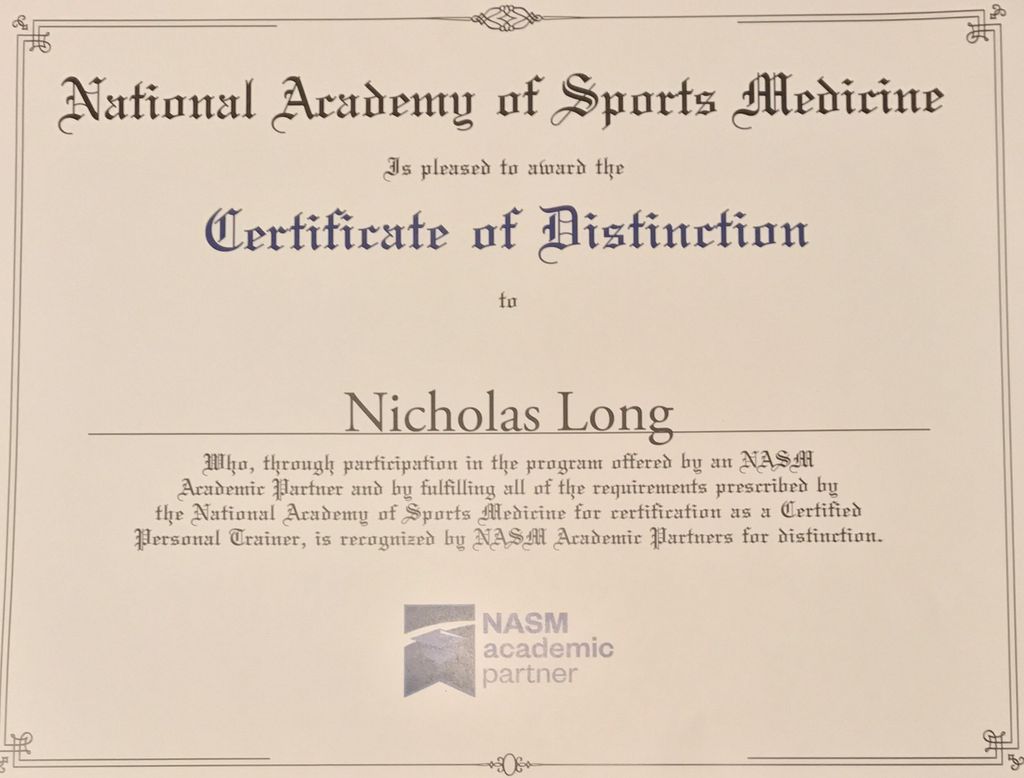 National Academy of Sports Medicine
Is pleased to award the
Certificate of Distinction
to
Nicholas Long
Who, through participation in the program offered by an NASM
Academic Partner and by fulfilling all of the requirements prescribed by
the National Academy of Sports Medicine for certification as a Certified
Personal Trainer, is recognized by NASM Academic Partners for distinction.
NASM
academic
partner